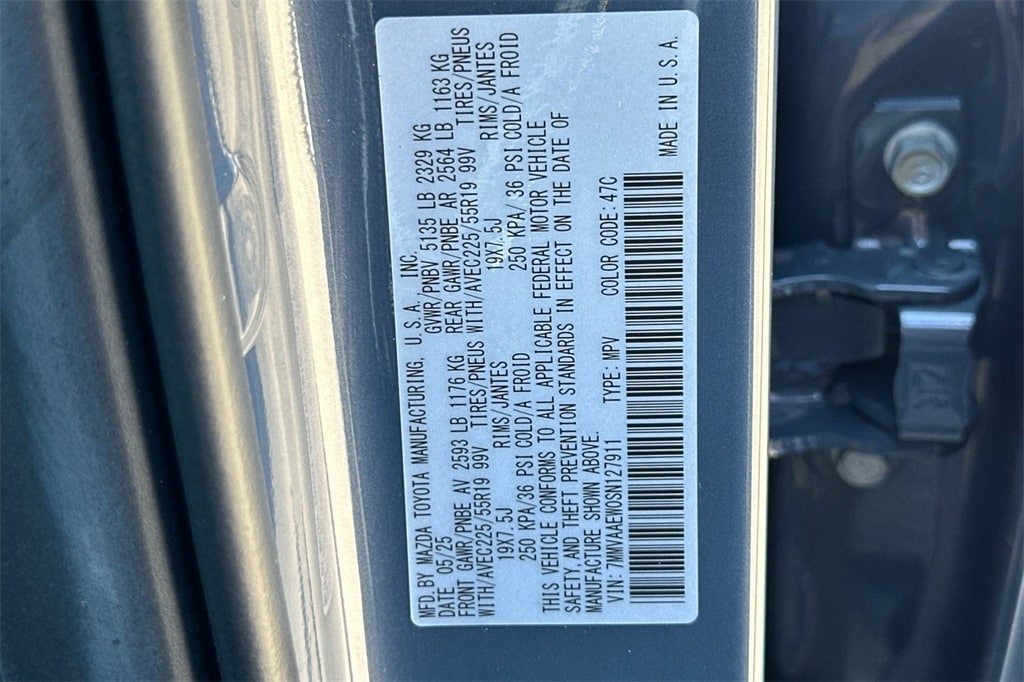 MFD. BY MAZDA TOYOTA MANUFACTURING, U. S. A. INC.
DATE 05/25 GVWR/PNBV 5135 LB 2329 KG
FRONT GAWR/PNBE AV 2593 LB 1176 KG REAR GAWR/PNBE AR 2564 LB 1163 KG
WITH/AVEC225/55R19 99V TIRES/PNEUS WITH/AVEC225/55R19 99V TIRES/PNEUS
19X7. 5J RIMS/JANTES 19X7. 5J RIMS/JANTES
250 KPA/36 PSI COLD/A FROID 250 KPA/ 36 PSI COLD/A FROID
THIS VEHICLE CONFORMS TO ALL APPLICABLE FEDERAL MOTOR VEHICLE
SAFETY, AND THEFT PREVENTION STANDARDS IN EFFECT ON THE DATE OF
MANUFACTURE SHOWN ABOVE.
VIN: 7MMVAAEW0SN127911 TYPE: MPV COLOR CODE: 47C
MADE IN U. S. A.